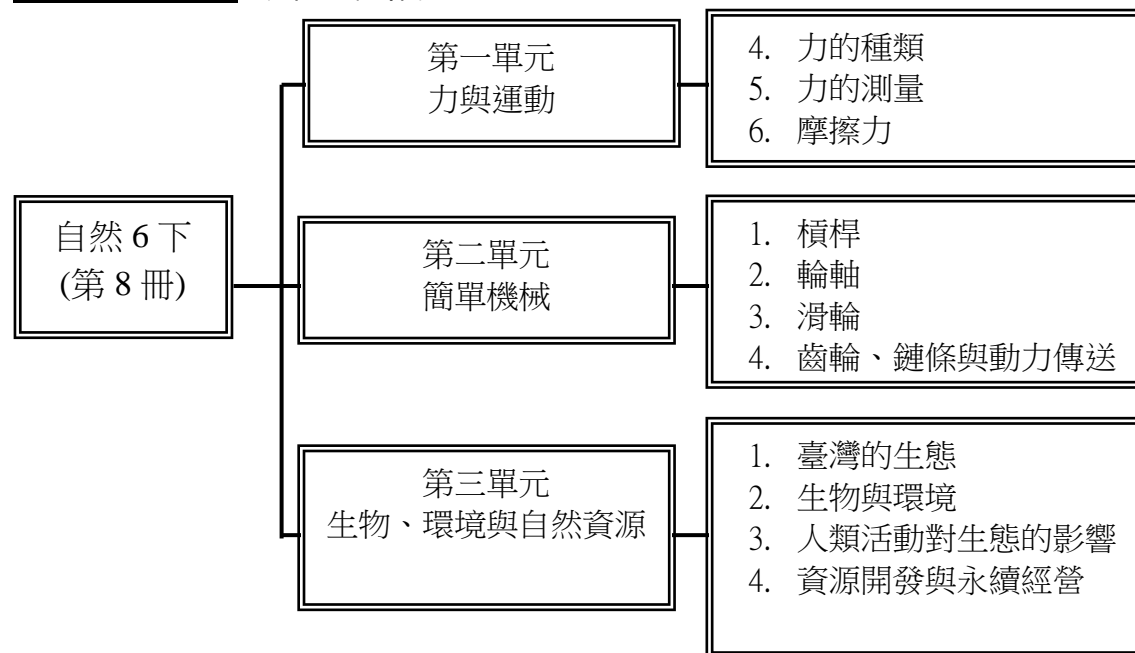 第一單元
力與運動
4. 力的種類
5. 力的測量
6. 摩擦力
自然 6 下
(第 8 冊)
第二單元
簡單機械
1. 槓桿
2. 輪軸
3. 滑輪
4. 齒輪、鏈條與動力傳送
第三單元
生物、環境與自然資源
1. 臺灣的生態
2. 生物與環境
3. 人類活動對生態的影響
4. 資源開發與永續經營